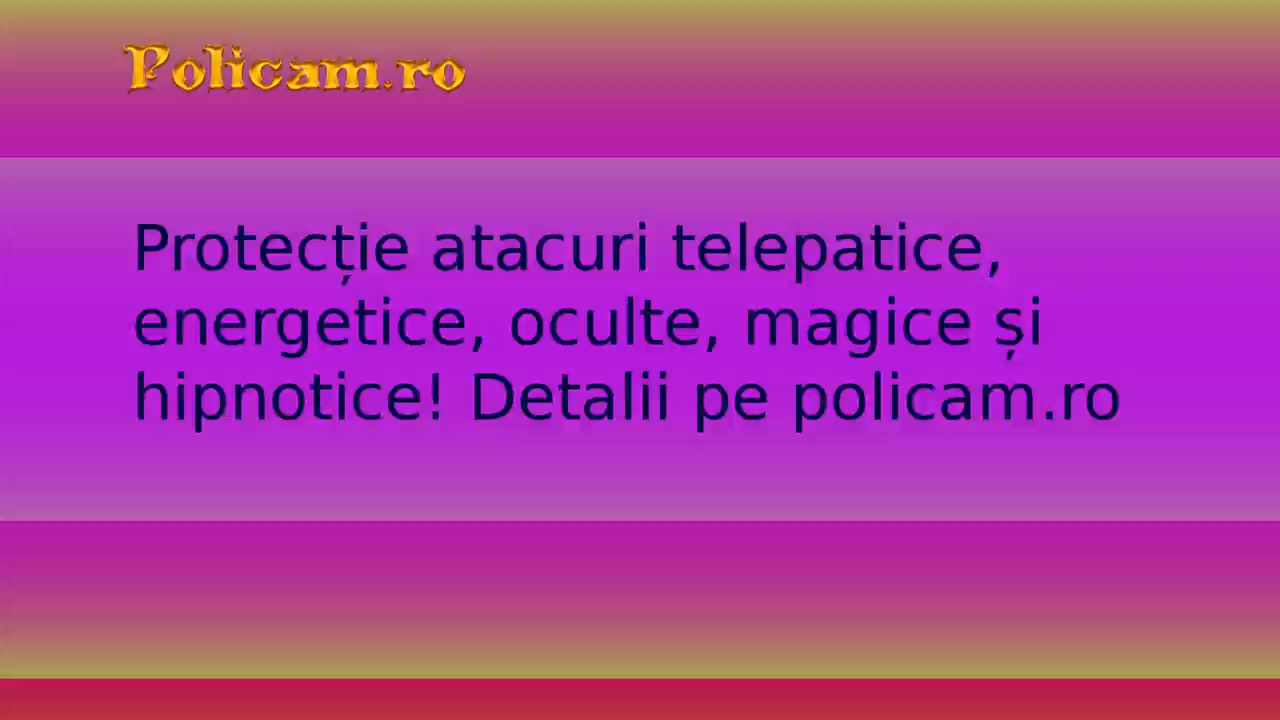 Policam.ro
Protecție atacuri telepatice,
energetice, oculte, magice și
hipnotice! Detalii pe policam.ro